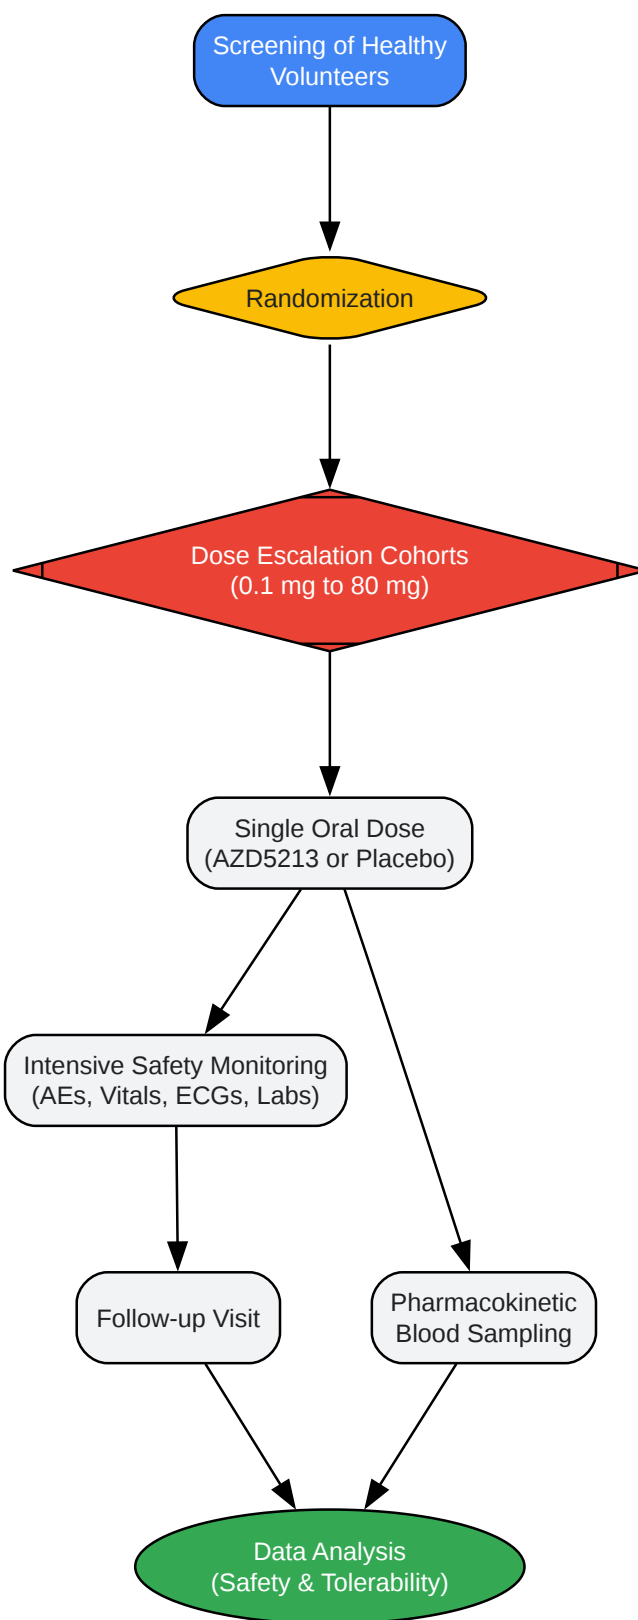 Screening of Healthy
Volunteers
Randomization
Dose Escalation Cohorts
(0.1 mg to 80 mg)
Single Oral Dose
(AZD5213 or Placebo)
Intensive Safety Monitoring
(AEs, Vitals, ECGs, Labs)
Follow-up Visit
Pharmacokinetic
Blood Sampling
Data Analysis
(Safety & Tolerability)